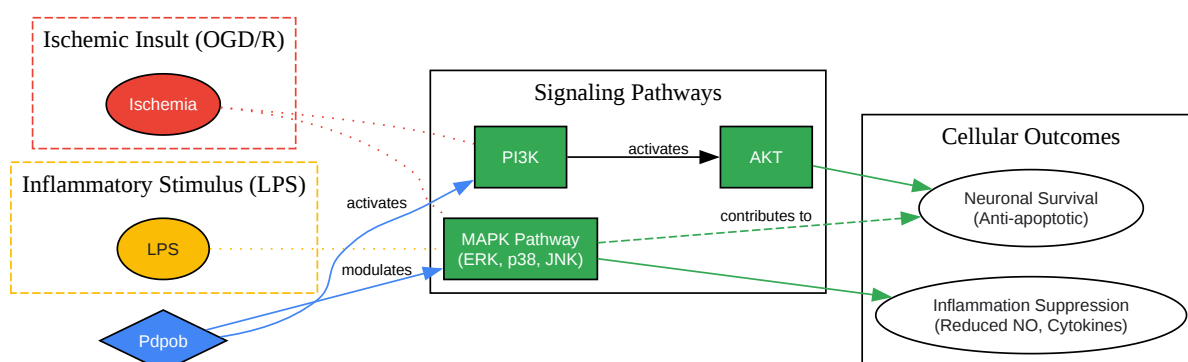 Ischemic Insult (OGD/R)
Ischemia
Inflammatory Stimulus (LPS)
LPS
Pdpob
activates
modulates
Signaling Pathways
PI3K
activates
AKT
MAPK Pathway
(ERK, p38, JNK)
contributes to
Cellular Outcomes
Neuronal Survival
(Anti-apoptotic)
Inflammation Suppression
(Reduced NO, Cytokines)